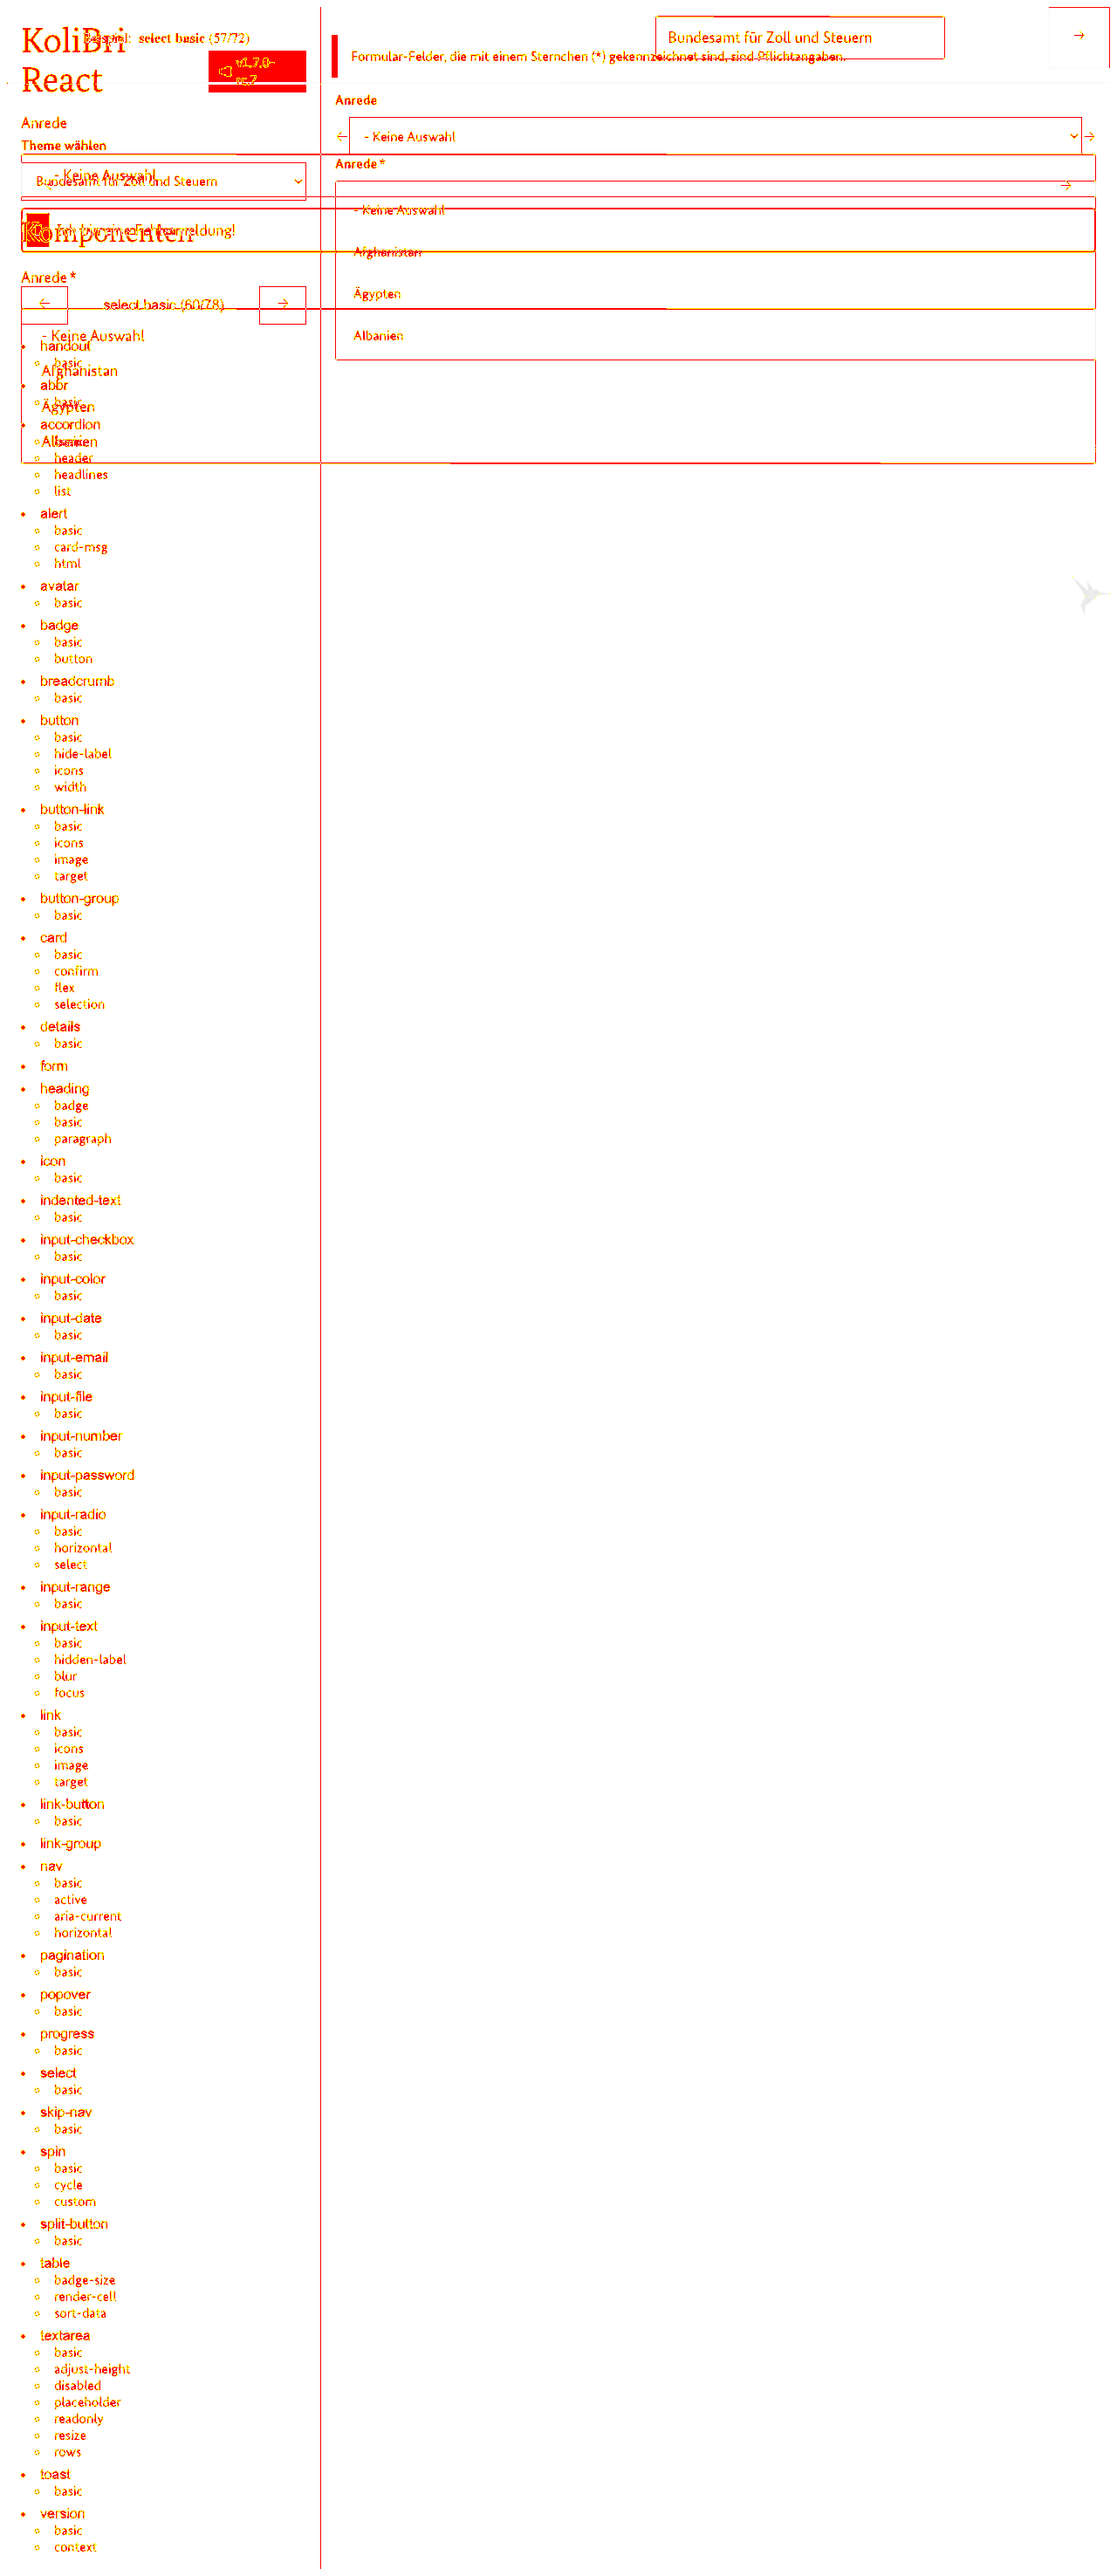 KoliBri
React
Beispiel: select basic (57/72)
v1.7.0-
rc.2
Bundesamt für Zoll und Steuern
→
Formular-Felder, die mit einem Sternchen (*) gekennzeichnet sind, sind Pflichtangaben.
Anrede
Anrede
← - Keine Auswahl →
Theme wählen
Anrede *
- Keine Auswahl
Bundesamt für Zoll und Steuern
→
- Keine Auswahl
Komponenten
Afghanistan
Ägypten
Albanien
Anrede *
← select basic (60/78) →
- Keine Auswahl
handout
basic
Afghanistan
abbr
basic
Ägypten
accordion
Albanien
header
headlines
list
alert
basic
card-msg
html
avatar
basic
badge
basic
button
breadcrumb
basic
button
basic
hide-label
icons
width
button-link
basic
icons
image
target
button-group
basic
card
basic
confirm
flex
selection
details
basic
form
heading
badge
basic
paragraph
icon
basic
indented-text
basic
input-checkbox
basic
input-color
basic
input-date
basic
input-email
basic
input-file
basic
input-number
basic
input-password
basic
input-radio
basic
horizontal
select
input-range
basic
input-text
basic
hidden-label
blur
focus
link
basic
icons
image
target
link-button
basic
link-group
nav
basic
active
aria-current
horizontal
pagination
basic
popover
basic
progress
basic
select
basic
skip-nav
basic
spin
basic
cycle
custom
split-button
basic
table
badge-size
render-cell
sort-data
textarea
basic
adjust-height
disabled
placeholder
readonly
resize
rows
toast
basic
version
basic
context